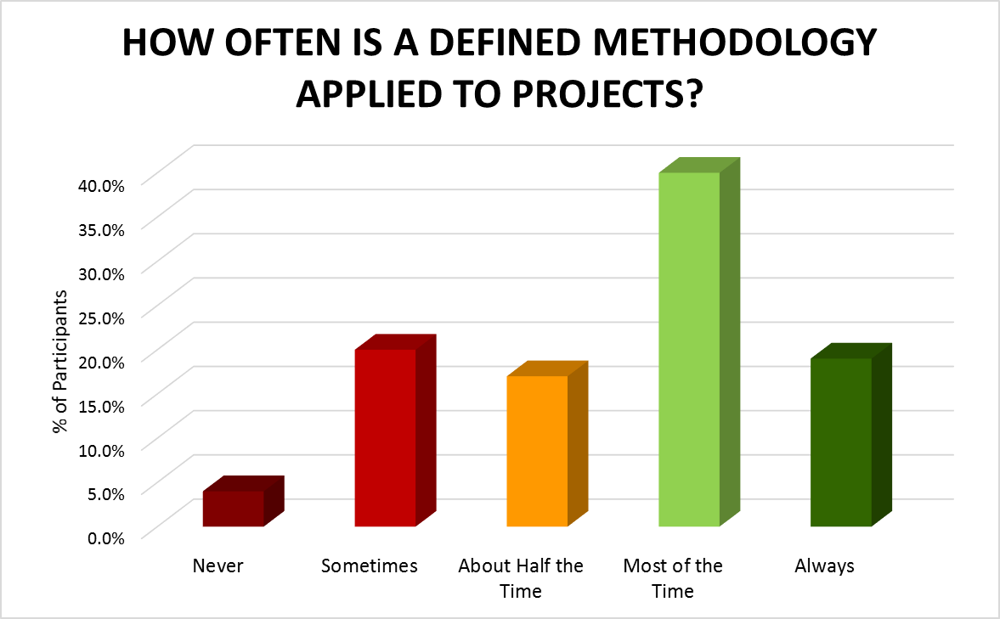 HOW OFTEN IS A DEFINED METHODOLOGY
APPLIED TO PROJECTS?
% of Participants
40.0%
35.0%
30.0%
25.0%
20.0%
15.0%
10.0%
5.0%
0.0%
Never
Sometimes
About Half the
Time
Most of the
Time
Always